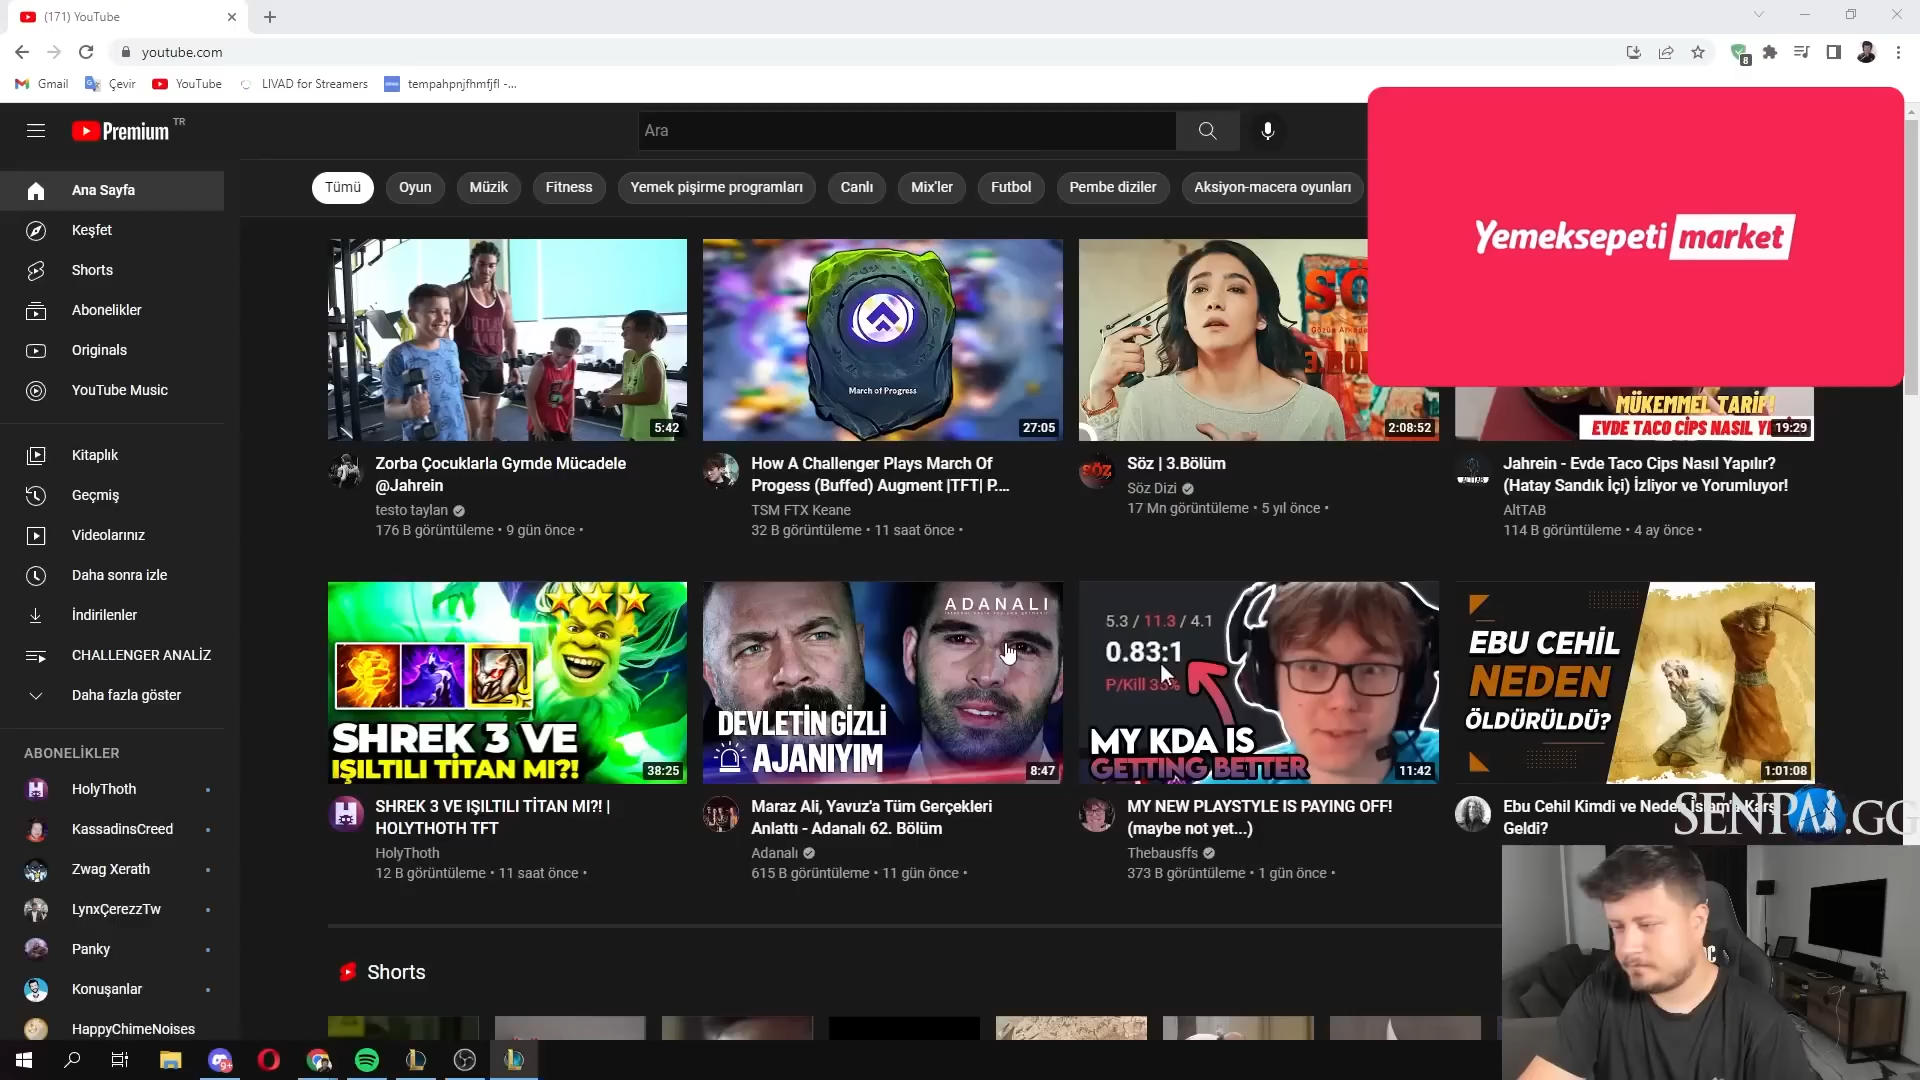 (171) YouTube
youtube.com
8
Gmail
Çevir
YouTube
LIVAD for Streamers
tempahpnjfhmfjfl -...
Premium TR
Ara
Ana Sayfa
Keşfet
Shorts
Abonelikler
Originals
YouTube Music
Kitaplık
Geçmiş
Videolarınız
Daha sonra izle
İndirilenler
CHALLENGER ANALİZ
Daha fazla göster
ABONELİKLER
HolyThoth
KassadinsCreed
Zwag Xerath
LynxÇerezzTw
Panky
Konuşanlar
HappyChimeNoises
Tümü
Oyun
Müzik
Fitness
Yemek pişirme programları
Canlı
Mix'ler
Futbol
Pembe diziler
Aksiyon-macera oyunları
Yemeksepeti market
5:42
Zorba Çocuklarla Gymde Mücadele
@Jahrein
testo taylan
176 B görüntüleme • 9 gün önce •
March of Progress
27:05
How A Challenger Plays March Of
Progess (Buffed) Augment |TFT| P....
TSM FTX Keane
32 B görüntüleme • 11 saat önce •
2:08:52
SÖZ
Söz | 3.Bölüm
Söz Dizi
17 Mn görüntüleme • 5 yıl önce •
MÜKEMMEL TARİF!
EVDE TACO CİPS NASIL
19:29
ALTTAB
Jahrein - Evde Taco Cips Nasıl Yapılır?
(Hatay Sandık İçi) İzliyor ve Yorumluyor!
AltTAB
114 B görüntüleme • 4 ay önce •
SHREK 3 VE
IŞILTILI TİTAN MI?!
38:25
SHREK 3 VE IŞILTILI TİTAN MI?! |
HOLYTHOTH TFT
HolyThoth
12 B görüntüleme • 11 saat önce •
ADANALI
DEVLETİN GİZLİ
AJANIYIM
8:47
Maraz Ali, Yavuz'a Tüm Gerçekleri
Anlattı - Adanalı 62. Bölüm
Adanalı
615 B görüntüleme • 11 gün önce •
5.3 / 11.3 / 4.1
0.83:1
P/Kill
MY KDA IS
GETTING BETTER
11:42
MY NEW PLAYSTYLE IS PAYING OFF!
(maybe not yet...)
Thebausffs
373 B görüntüleme • 1 gün önce •
EBU CEHİL
NEDEN
ÖLDÜRÜLDÜ?
1:01:08
Ebu Cehil Kimdi ve Neden İslam'a Karşı
Geldi?
SENPAI.GG
Shorts
9+